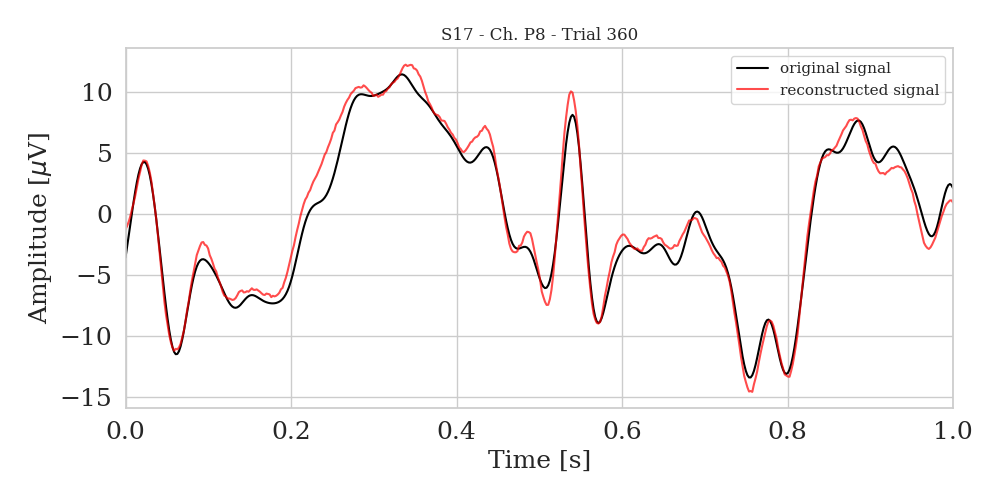 S17 - Ch. P8 - Trial 360
original signal
reconstructed signal
Amplitude [μV]
10
5
0
−5
−10
−15
0.0 0.2 0.4 0.6 0.8 1.0
Time [s]